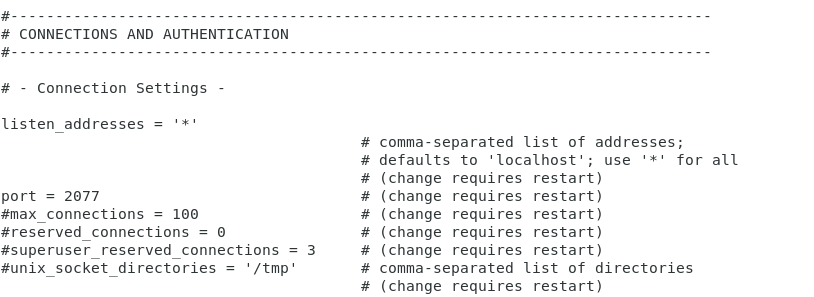 #------------------------------------------------------------------------------
# CONNECTIONS AND AUTHENTICATION
#------------------------------------------------------------------------------
# - Connection Settings -
listen_addresses = '*'
# comma-separated list of addresses;
# defaults to 'localhost'; use '*' for all
# (change requires restart)
port = 2077                             # (change requires restart)
#max_connections = 100                  # (change requires restart)
#reserved_connections = 0               # (change requires restart)
#superuser_reserved_connections = 3     # (change requires restart)
#unix_socket_directories = '/tmp'       # comma-separated list of directories
# (change requires restart)